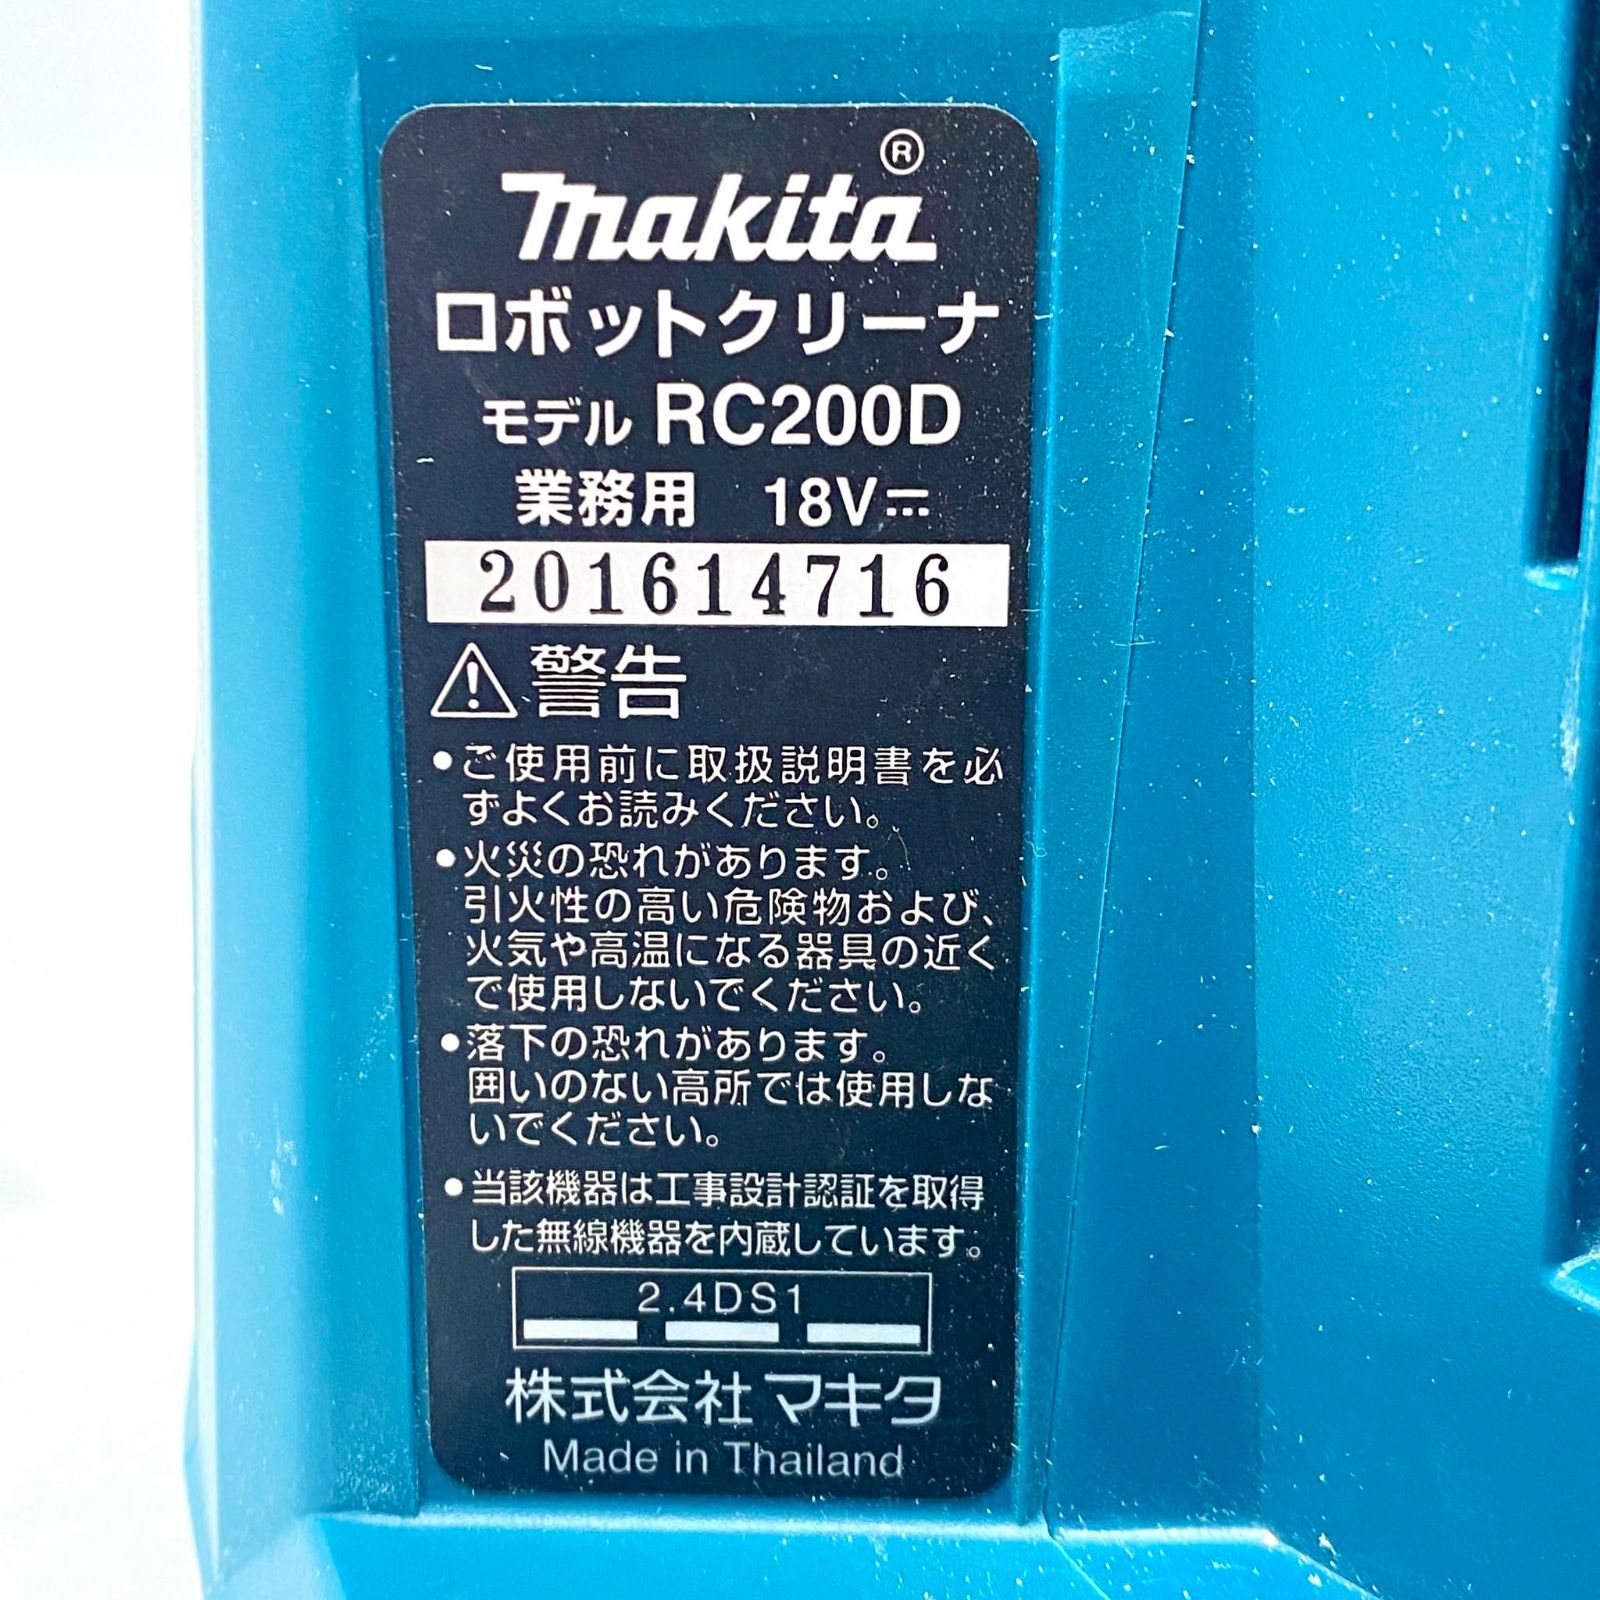 makita®
ロボットクリーナ
モデル RC200D
業務用 18V⎓
201614716
⚠警告
●ご使用前に取扱説明書を必
ずよくお読みください。
●火災の恐れがあります。
引火性の高い危険物および、
火気や高温になる器具の近く
で使用しないでください。
●落下の恐れがあります。
囲いのない高所では使用しな
いでください。
●当該機器は工事設計認証を取得
した無線機器を内蔵しています。
2.4DS1
株式会社マキタ
Made in Thailand